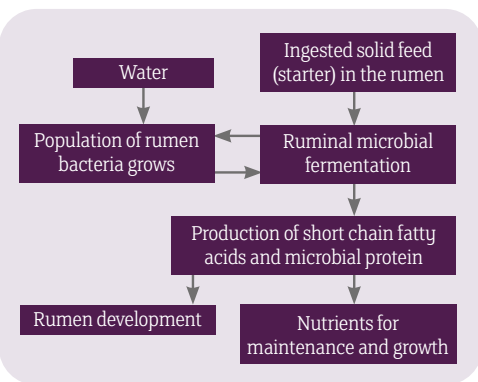 Water
Ingested solid feed
(starter) in the rumen
Population of rumen
bacteria grows
Ruminal microbial
fermentation
Production of short chain fatty
acids and microbial protein
Rumen development
Nutrients for
maintenance and growth